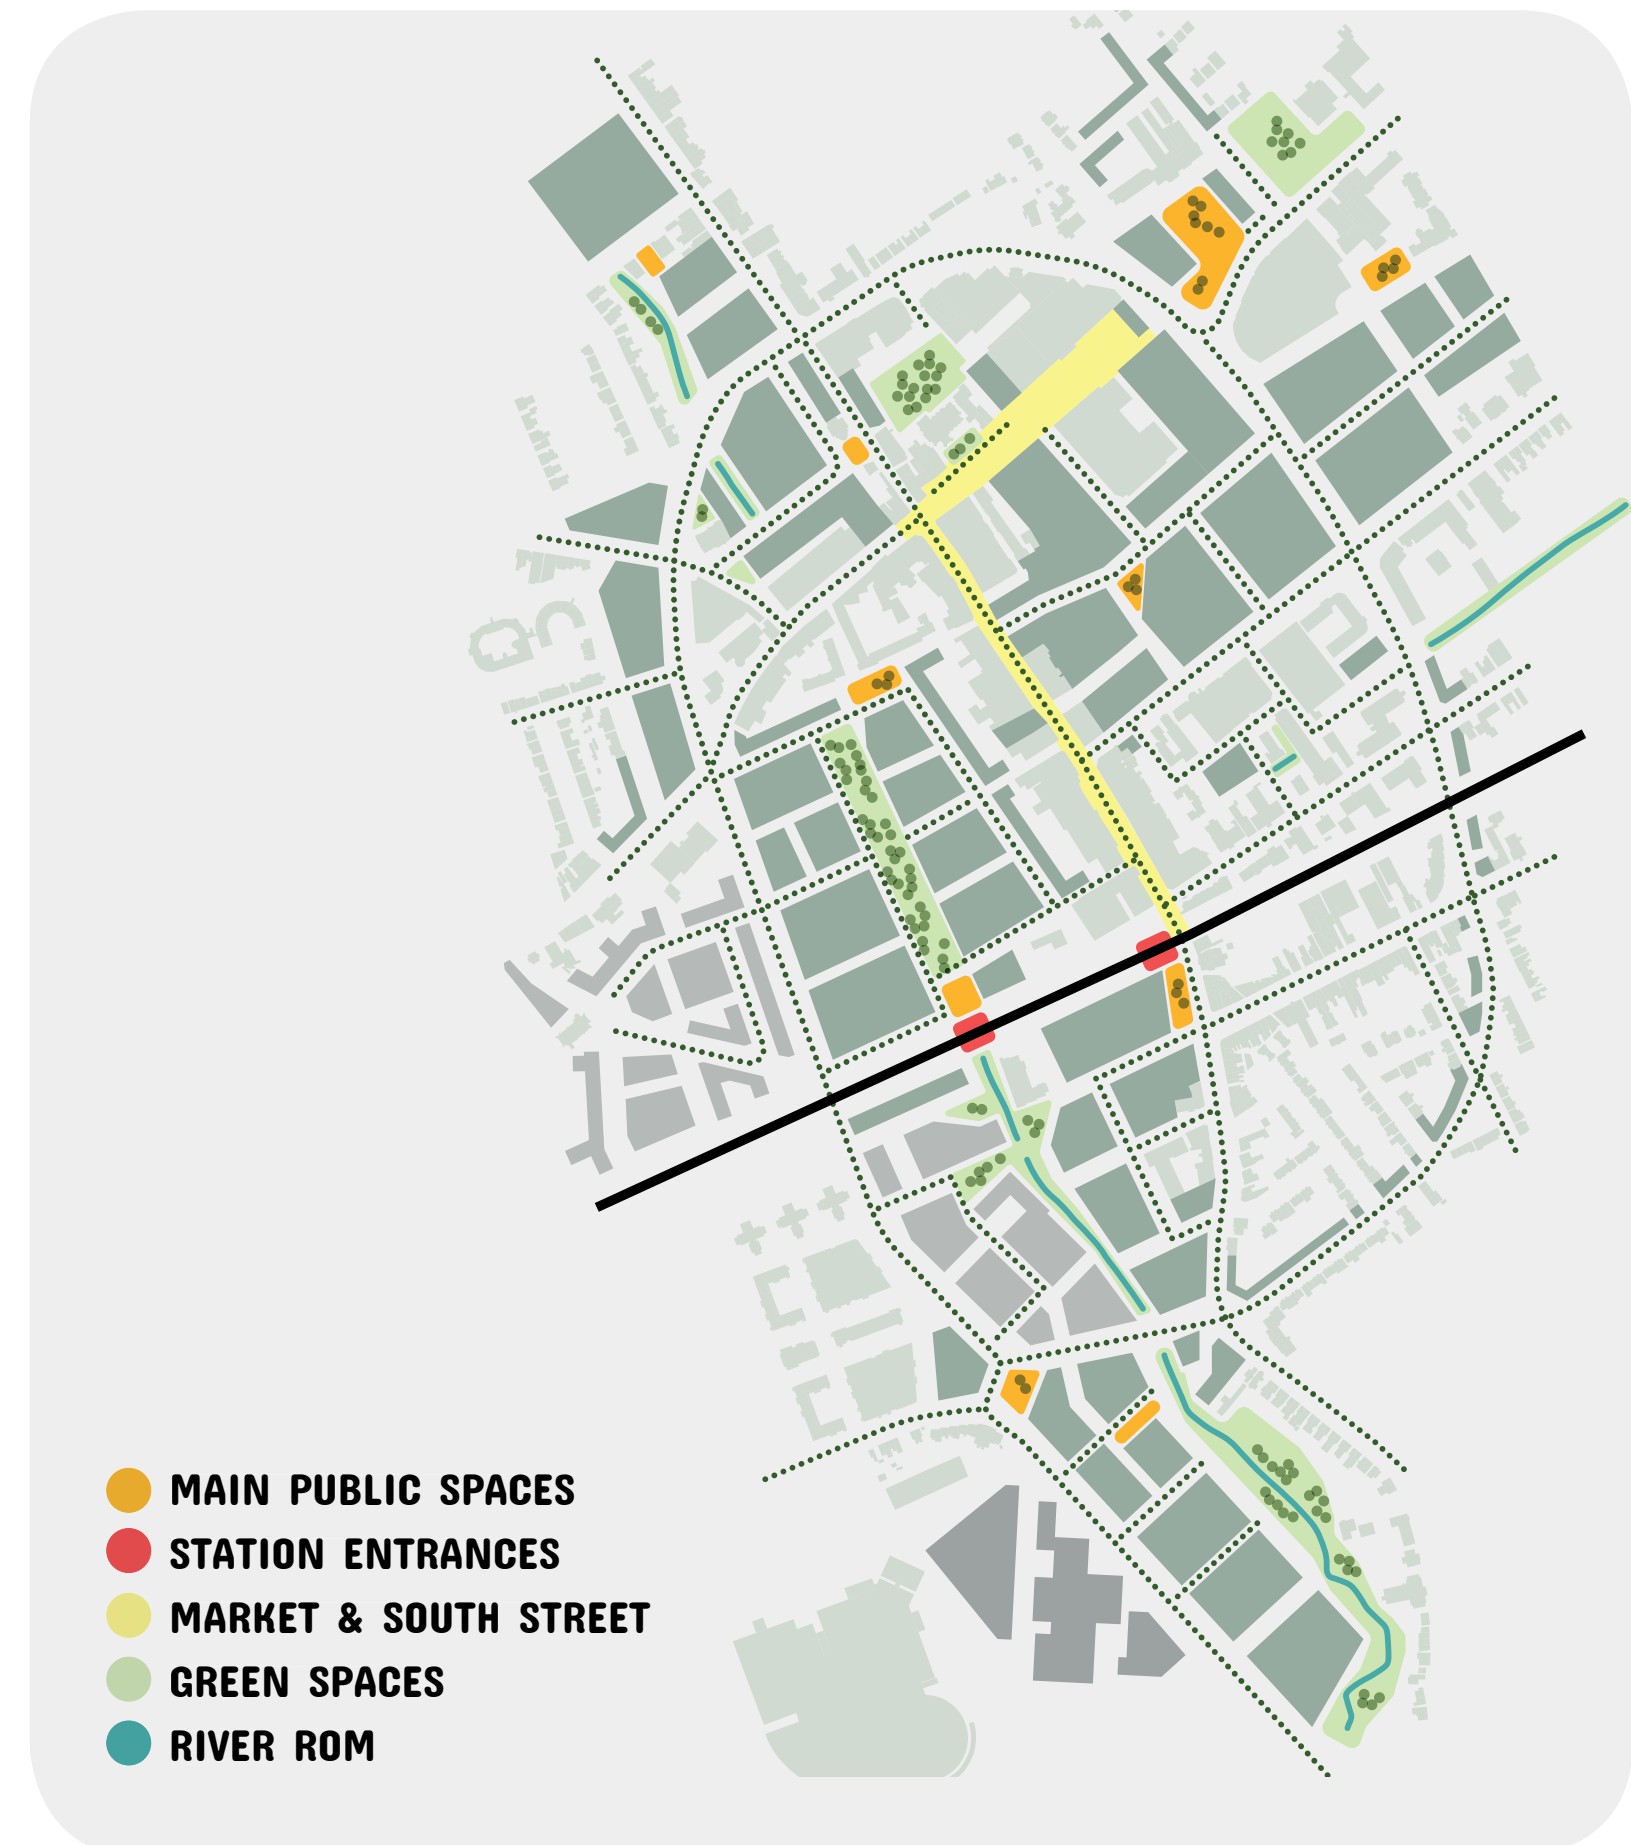 MAIN PUBLIC SPACES
STATION ENTRANCES
MARKET & SOUTH STREET
GREEN SPACES
RIVER ROM